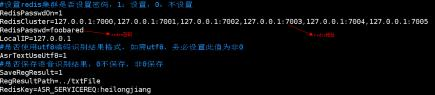 #设置redis集群是否设置密码，1，设置，0，不设置
RedisPasswdOn=1
RedisCluster=127.0.0.1:7000,127.0.0.1:7001,127.0.0.1:7002,127.0.0.1:7003,127.0.0.1:7004,127.0.0.1:7005
RedisPasswd=foobared
LocalIP=127.0.0.1
#是否使用utf8编码识别结果格式，如需utf8，务必设置此值为非0
AsrTextUseUtf8=1
#是否保存语音识别结果，0不保存，非0保存
SaveRegResult=1
RegResultPath=../txtFile
RedisKey=ASR_SERVICEREQ:heilongjiang